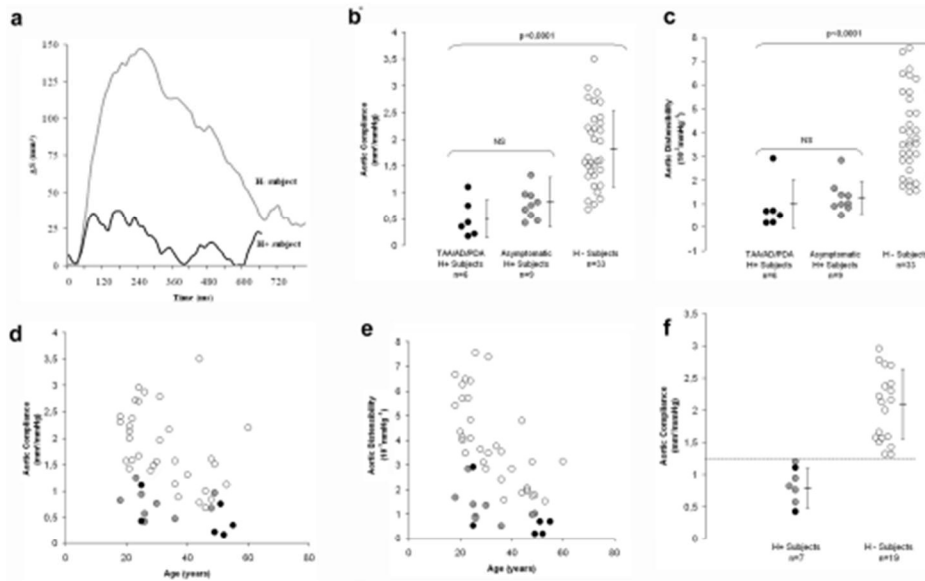 a
150
125
100
75
50
25
0
ΔS (mm²)
H- subject
H+ subject
0
120
240
360
480
600
720
Time (ms)
b
p=0,0001
4
3,5
3
2,5
2
1,5
1
0,5
0
Aortic Compliance
(mm²/mmHg)
NS
TAA/AD/PDA
H+ Subjects
n=6
Asymptomatic
H+ Subjects
n=9
H - Subjects
n=33
c
p<0,0001
8
7
6
5
4
3
2
1
0
-1
Aortic Distensibility
NS
TAA/AD/PDA
H+ Subjects
n=6
Asymptomatic
H+ Subjects
n=9
H - Subjects
n=33
d
4
3,5
3
2,5
2
1,5
1
0,5
0
Aortic Compliance
(mm²/mmHg)
0
20
40
60
80
Age (years)
e
8
7
6
5
4
3
2
1
0
Aortic Distensibility
0
20
40
60
80
Age (years)
f
3,5
3
2,5
2
1,5
1
0,5
0
Aortic Compliance
(mm²/mmHg)
H+ Subjects
n=7
H - Subjects
n=19